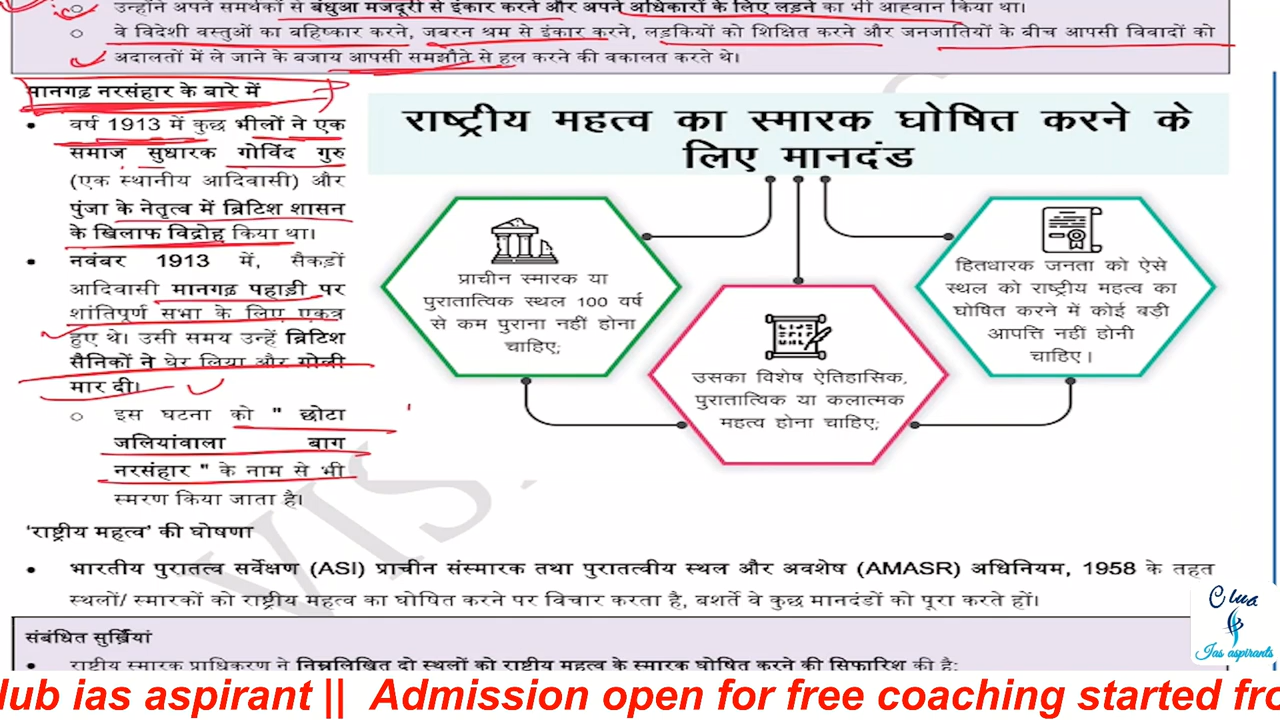 उन्होंने अपने समर्थकों से बंधुआ मजदूरी से इंकार करने और अपने अधिकारों के लिए लड़ने का भी आह्वान किया था।
वे विदेशी वस्तुओं का बहिष्कार करने, जबरन श्रम से इंकार करने, लड़कियों को शिक्षित करने और जनजातियों के बीच आपसी विवादों को
अदालतों में ले जाने के बजाय आपसी समझौते से हल करने की वकालत करते थे।
मानगढ़ नरसंहार के बारे में
• वर्ष 1913 में कुछ भीलों ने एक
समाज सुधारक गोविंद गुरु
(एक स्थानीय आदिवासी) और
पुंजा के नेतृत्व में ब्रिटिश शासन
के खिलाफ विद्रोह किया था।
• नवंबर 1913 में, सैकड़ों
आदिवासी मानगढ़ पहाड़ी पर
शांतिपूर्ण सभा के लिए एकत्र
हुए थे। उसी समय उन्हें ब्रिटिश
सैनिकों ने घेर लिया और गोली
मार दी।
इस घटना को " छोटा
जलियांवाला बाग
नरसंहार " के नाम से भी
स्मरण किया जाता है।
राष्ट्रीय महत्व का स्मारक घोषित करने के
लिए मानदंड
प्राचीन स्मारक या
पुरातात्विक स्थल 100 वर्ष
से कम पुराना नहीं होना
चाहिए;
उसका विशेष ऐतिहासिक,
पुरातात्विक या कलात्मक
महत्व होना चाहिए;
हितधारक जनता को ऐसे
स्थल को राष्ट्रीय महत्व का
घोषित करने में कोई बड़ी
आपत्ति नहीं होनी
चाहिए।
'राष्ट्रीय महत्व' की घोषणा
• भारतीय पुरातत्व सर्वेक्षण (ASI) प्राचीन संस्मारक तथा पुरातत्वीय स्थल और अवशेष (AMASR) अधिनियम, 1958 के तहत
स्थलों/ स्मारकों को राष्ट्रीय महत्व का घोषित करने पर विचार करता है, बशर्ते वे कुछ मानदंडों को पूरा करते हों।
संबंधित सुर्ख़ियां
• राष्ट्रीय स्मारक प्राधिकरण ने निम्नलिखित दो स्थलों को राष्ट्रीय महत्व के स्मारक घोषित करने की सिफारिश की है:
Ias aspirants
lub ias aspirant || Admission open for free coaching started fro